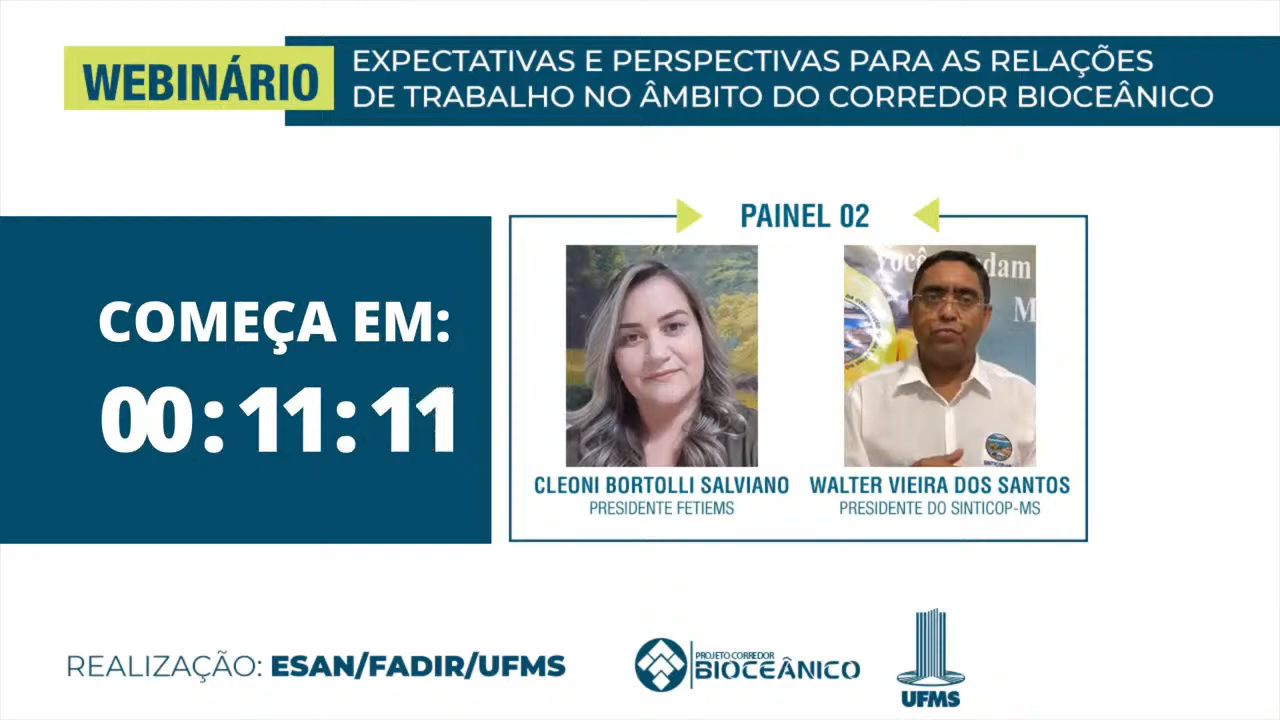 WEBINÁRIO
EXPECTATIVAS E PERSPECTIVAS PARA AS RELAÇÕES
DE TRABALHO NO ÂMBITO DO CORREDOR BIOCEÂNICO
COMEÇA EM:
00:11:11
PAINEL 02
CLEONI BORTOLLI SALVIANO
PRESIDENTE FETIEMS
WALTER VIEIRA DOS SANTOS
PRESIDENTE DO SINTICOP-MS
REALIZAÇÃO: ESAN/FADIR/UFMS
PROJETO CORREDOR
BIOCEÂNICO
UFMS